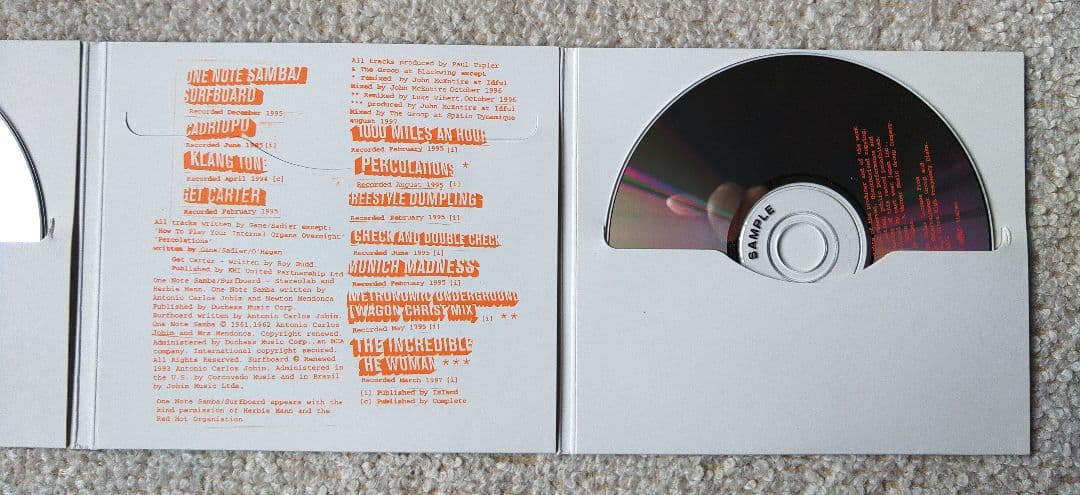 ONE NOTE SAMBA/
SURFBOARD
Recorded December 1995
CADRIOPO
Recorded June 1995[i]
KLANG TONE
Recorded April 1994 [c]
GET CARTER
Recorded February 1995
All tracks written by Gane/Sadier except:
'How To Play Your Internal Organs Overnight'
'Percolations'
written by Gane/Sadier/O'Hagan
Get Carter - written by Roy Budd.
Published by EMI United Partnership Ltd
One Note Samba/Surfboard - Stereolab and
Herbie Mann. One Note Samba written by
Antonio Carlos Jobim and Newton Mendonca
Published by Duchess Music Corp.
Surfboard written by Antonio Carlos Jobim.
One Note Samba © 1961,1962 Antonio Carlos
Jobim and Mrs Mendonca. Copyright renewed.
Administered by Duchess Music Corp.,an MCA
company. International copyright secured.
All Rights Reserved. Surfboard © Renewed
1993 Antonio Carlos Jobim. Administered in
the U.S. by Corcovado Music and in Brazil
by Jobim Music Ltda.
One Note Samba/Surfboard appears with the
kind permission of Herbie Mann and the
Red Hot Organisation
All tracks produced by Paul Tipler
& The Groop at Blackwing except
* remixed by John McEntire at Idful
Mixed by John McEntire October 1996
** Remixed by Luke Vibert, October 1996
*** produced by John McEntire at Idful
Mixed by The Groop at Spatin Dynamique
august 1997
1000 MILES AN HOUR
Recorded February 1995[i]
PERCOLATIONS *
Recorded August 1995 [i]
FREESTYLE DUMPLING
Recorded February 1995 [i]
CHECK AND DOUBLE CHECK
Recorded June 1995 [i]
MUNICH MADNESS
Recorded February 1995 [i]
METRONOMIC UNDERGROUND
(WAGON CHRIST MIX) [i] **
Recorded May 1995[i]
THE INCREDIBLE
HE WOMAN ***
Recorded March 1997 [i]
[i] Published by Island
[c] Published by Complete
SAMPLE